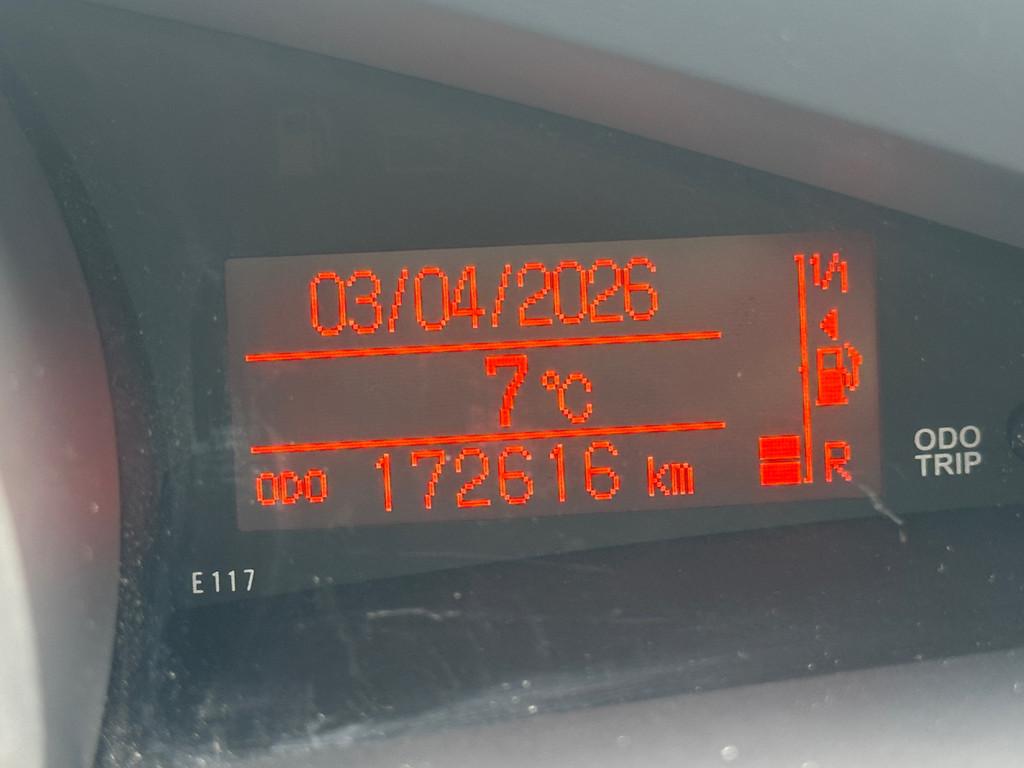 03/04/2026
7 °C
ODO 172616 km
1/1
R
ODO
TRIP
E117